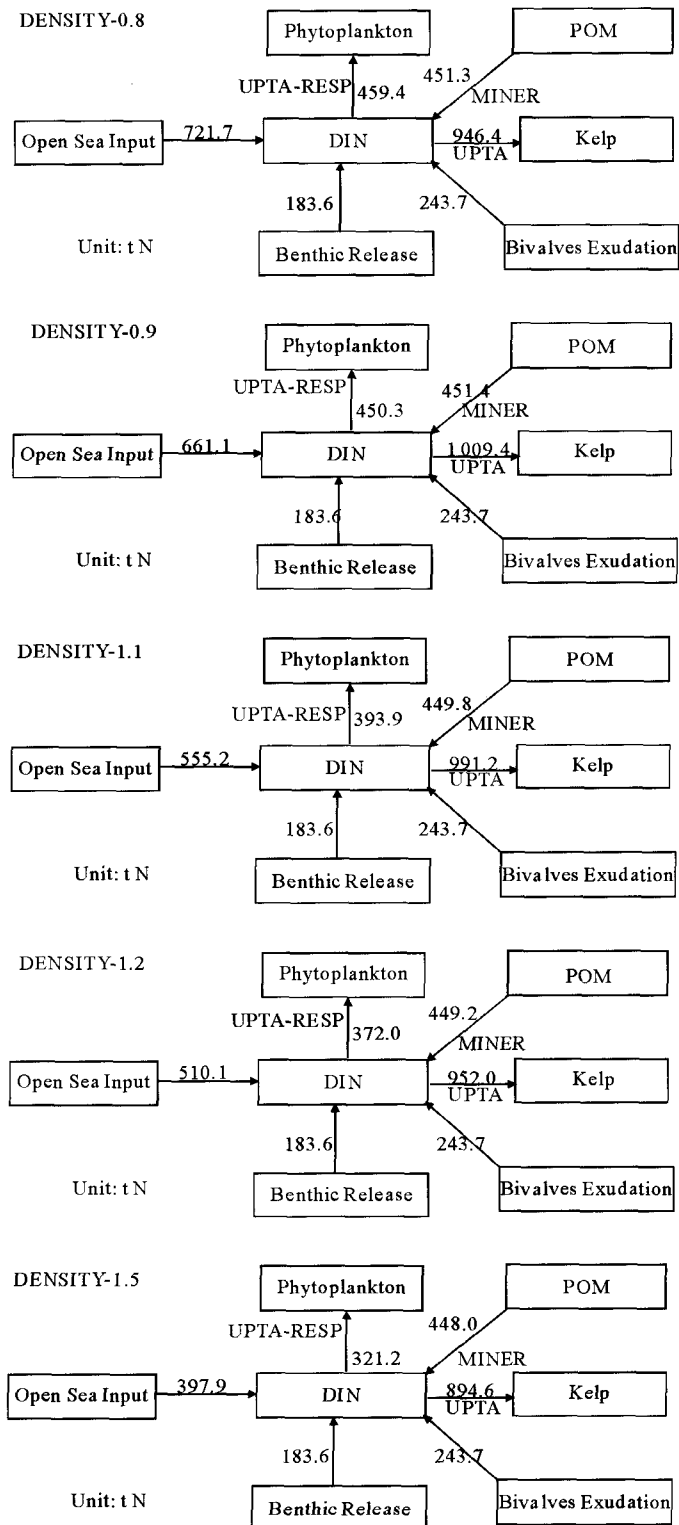 DENSITY-0.8
Phytoplankton
POM
UPTA-RESP
459.4
451.3
MINER
Open Sea Input
721.7
DIN
946.4
UPTA
Kelp
183.6
243.7
Unit: t N
Benthic Release
Bivalves Exudation
DENSITY-0.9
Phytoplankton
POM
UPTA-RESP
450.3
451.4
MINER
Open Sea Input
661.1
DIN
1009.4
UPTA
Kelp
183.6
243.7
Unit: t N
Benthic Release
Bivalves Exudation
DENSITY-1.1
Phytoplankton
POM
UPTA-RESP
393.9
449.8
MINER
Open Sea Input
555.2
DIN
991.2
UPTA
Kelp
183.6
243.7
Unit: t N
Benthic Release
Bivalves Exudation
DENSITY-1.2
Phytoplankton
POM
UPTA-RESP
372.0
449.2
MINER
Open Sea Input
510.1
DIN
952.0
UPTA
Kelp
183.6
243.7
Unit: t N
Benthic Release
Bivalves Exudation
DENSITY-1.5
Phytoplankton
POM
UPTA-RESP
321.2
448.0
MINER
Open Sea Input
397.9
DIN
894.6
UPTA
Kelp
183.6
243.7
Unit: t N
Benthic Release
Bivalves Exudation